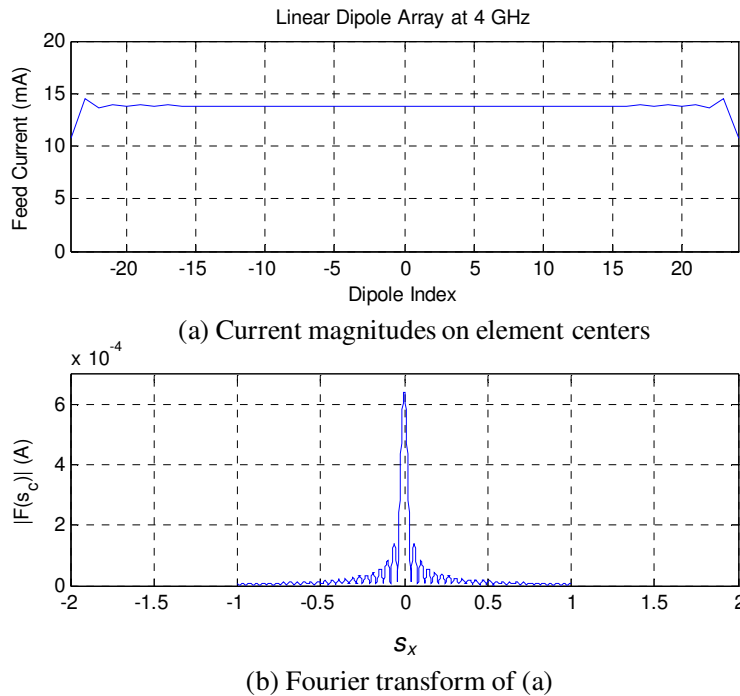 Linear Dipole Array at 4 GHz
20
15
10
5
0
Feed Current (mA)
-20 -15 -10 -5 0 5 10 15 20
Dipole Index
(a) Current magnitudes on element centers
x 10^-4
6
4
2
0
|F(s_c)| (A)
-2 -1.5 -1 -0.5 0 0.5 1 1.5 2
s_x
(b) Fourier transform of (a)